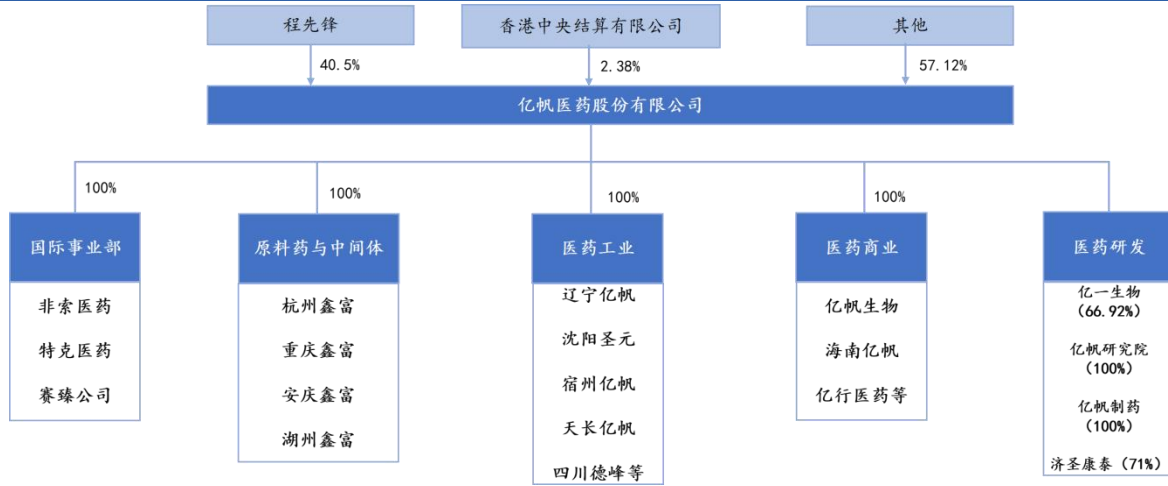 程先锋
香港中央结算有限公司
其他
40.5%
2.38%
57.12%
亿帆医药股份有限公司
100%
100%
100%
100%
国际事业部
非索医药
特克医药
赛臻公司
原料药与中间体
杭州鑫富
重庆鑫富
安庆鑫富
湖州鑫富
医药工业
辽宁亿帆
沈阳圣元
宿州亿帆
天长亿帆
四川德峰等
医药商业
亿帆生物
海南亿帆
亿行医药等
医药研发
亿一生物
(66.92%)
亿帆研究院
(100%)
亿帆制药
(100%)
济圣康泰 (71%)